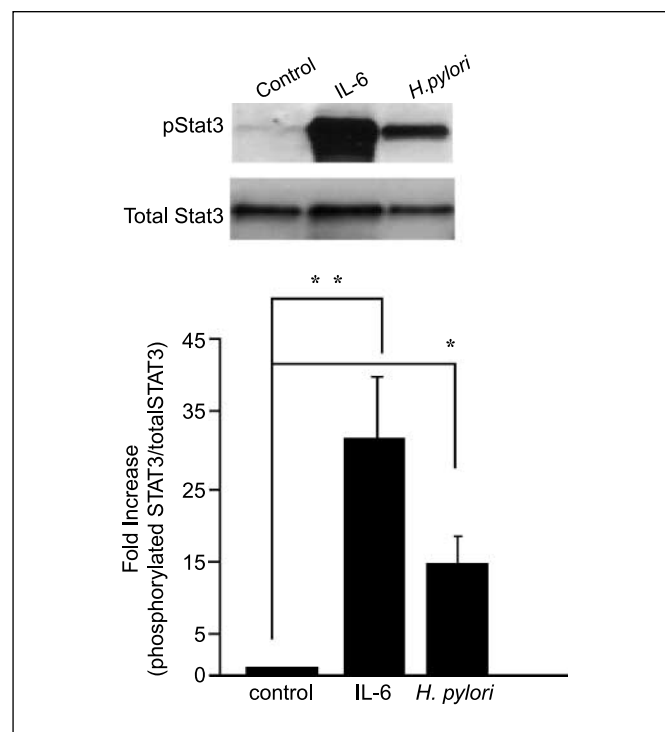 Control IL-6 H.pylori
pStat3
Total Stat3
* *
*
45
35
25
15
5
0
Fold Increase
(phosphorylated STAT3/totalSTAT3)
control IL-6 H. pylori